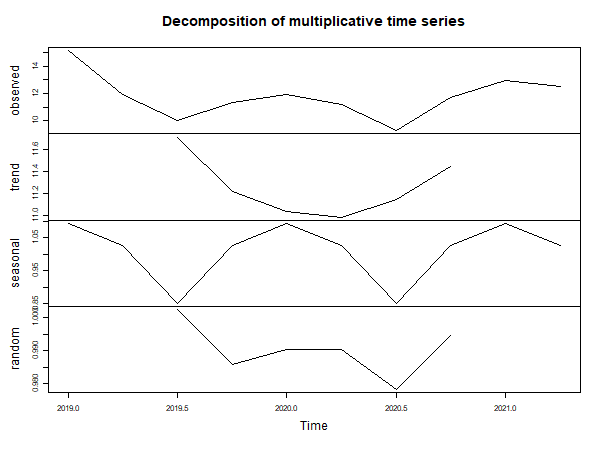 Decomposition of multiplicative time series
observed
10 12 14
trend
11.0 11.2 11.4 11.6
seasonal
0.85 0.95 1.05
random
0.980 0.990 1.000
2019.0 2019.5 2020.0 2020.5 2021.0
Time